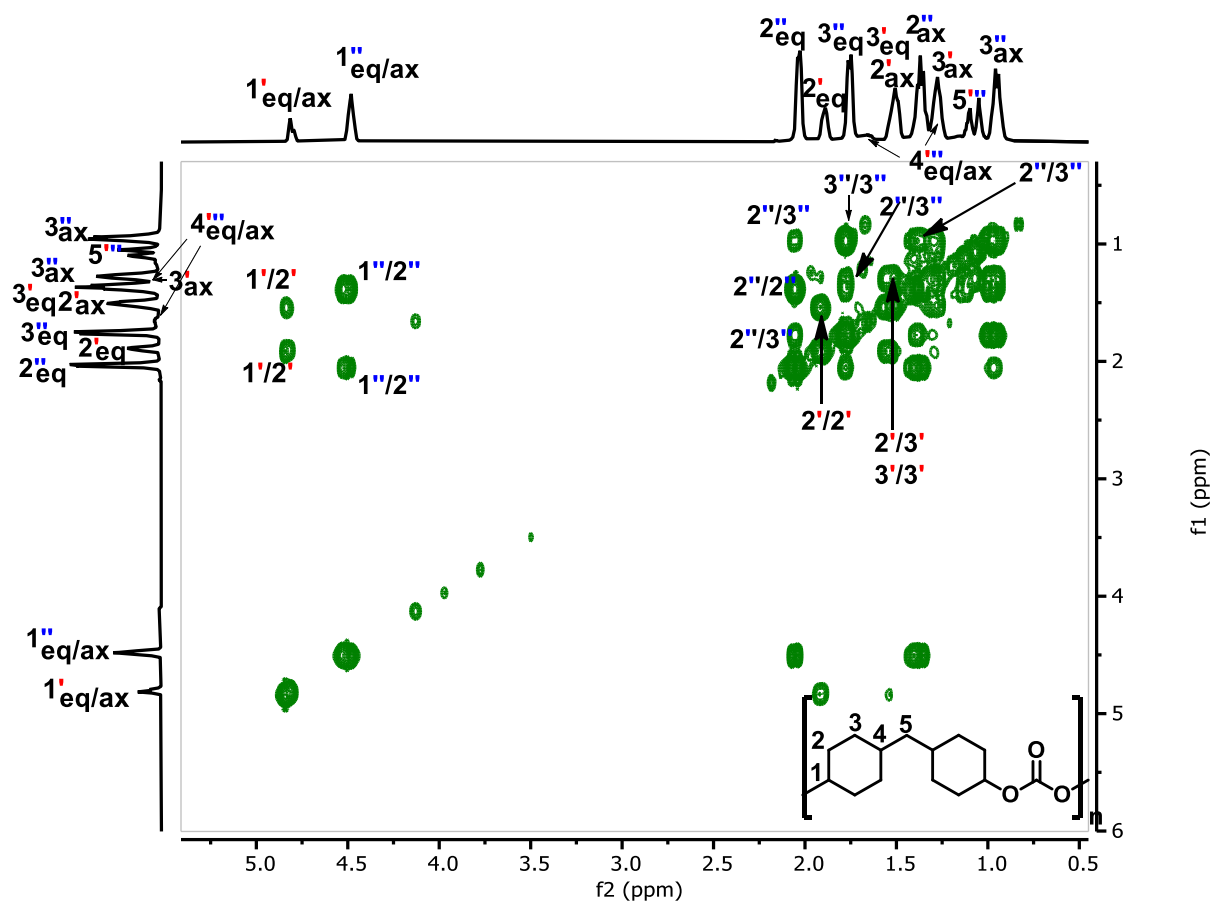 1'eq/ax
1''eq/ax
2''eq
2'eq
3''eq
3'eq
2'ax
2''ax
3'ax
5'''
3''ax
4'''eq/ax
3''ax
5'''
3''ax
3'eq2'ax
3''eq
2'eq
2''eq
4'''eq/ax
3'ax
1''eq/ax
1'eq/ax
1'/2'
1''/2''
1'/2'
1''/2''
2''/3''
3''/3''
2''/3''
2''/3''
2''/2''
2''/3''
2'/2'
2'/3'
3'/3'
1
2
3
4
5
O
O
O
n
1
2
3
4
5
6
f1 (ppm)
5.0 4.5 4.0 3.5 3.0 2.5 2.0 1.5 1.0 0.5
f2 (ppm)